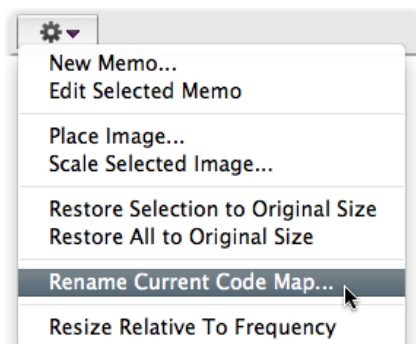 New Memo...
Edit Selected Memo
Place Image...
Scale Selected Image...
Restore Selection to Original Size
Restore All to Original Size
Rename Current Code Map...
Resize Relative To Frequency